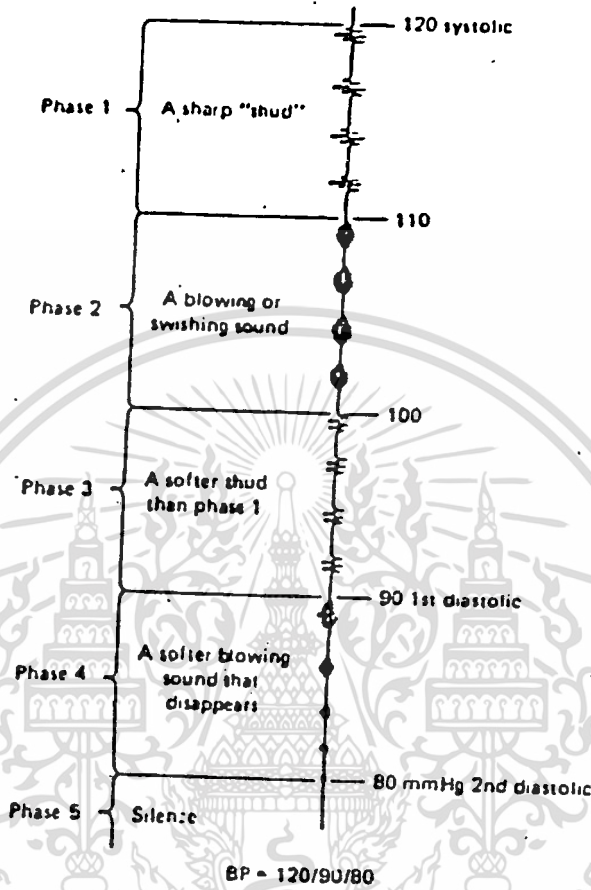 120 systolic
Phase 1
A sharp "thud"
110
Phase 2
A blowing or
swishing sound
100
Phase 3
A softer thud
than phase 1
90 1st diastolic
Phase 4
A softer blowing
sound that
disappears
80 mmHg 2nd diastolic
Phase 5
Silence
BP = 120/90/80